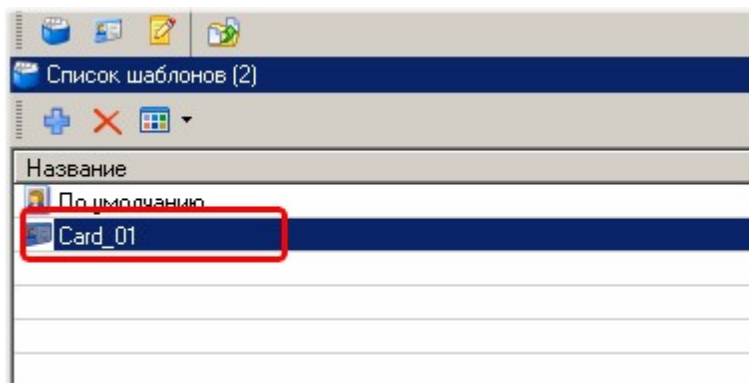 Список шаблонов (2)
Название
По умолчанию
Card_01